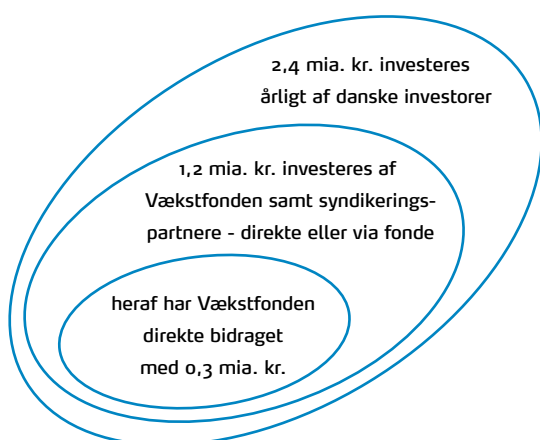 2,4 mia. kr. investeres
årligt af danske investorer
1,2 mia. kr. investeres af
Vækstfonden samt syndikerings-
partnere - direkte eller via fonde
heraf har Vækstfonden
direkte bidraget
med 0,3 mia. kr.